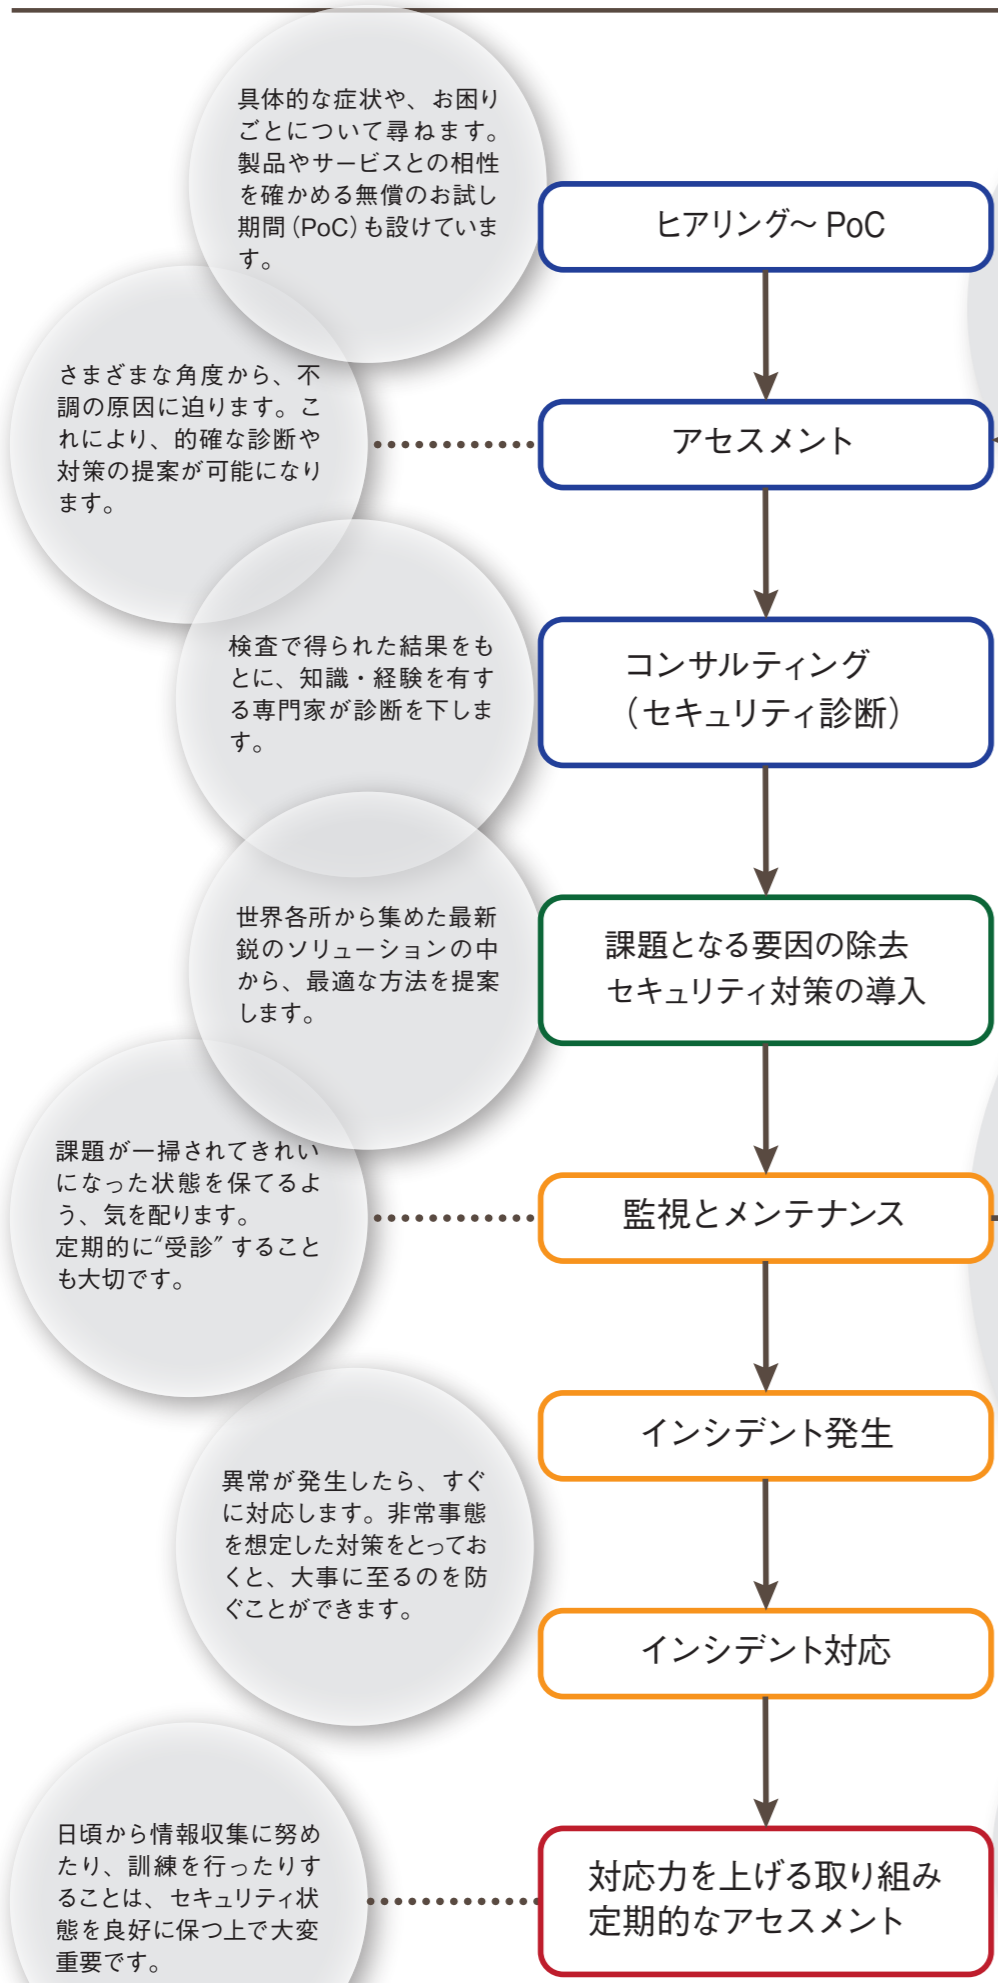 具体的な症状や、お困り
ごとについて尋ねます。
製品やサービスとの相性
を確かめる無償のお試し
期間（PoC）も設けていま
す。
ヒアリング〜 PoC
さまざまな角度から、不
調の原因に迫ります。こ
れにより、的確な診断や
対策の提案が可能になり
ます。
アセスメント
検査で得られた結果をも
とに、知識・経験を有す
る専門家が診断を下しま
す。
コンサルティング
（セキュリティ診断）
世界各所から集めた最新
鋭のソリューションの中
から、最適な方法を提案
します。
課題となる要因の除去
セキュリティ対策の導入
課題が一掃されてきれい
になった状態を保てるよ
う、気を配ります。
定期的に“受診”すること
も大切です。
監視とメンテナンス
インシデント発生
異常が発生したら、すぐ
に対応します。非常事態
を想定した対策をとってお
くと、大事に至るのを防
ぐことができます。
インシデント対応
日頃から情報収集に努め
たり、訓練を行ったりす
ることは、セキュリティ状
態を良好に保つ上で大変
重要です。
対応力を上げる取り組み
定期的なアセスメント